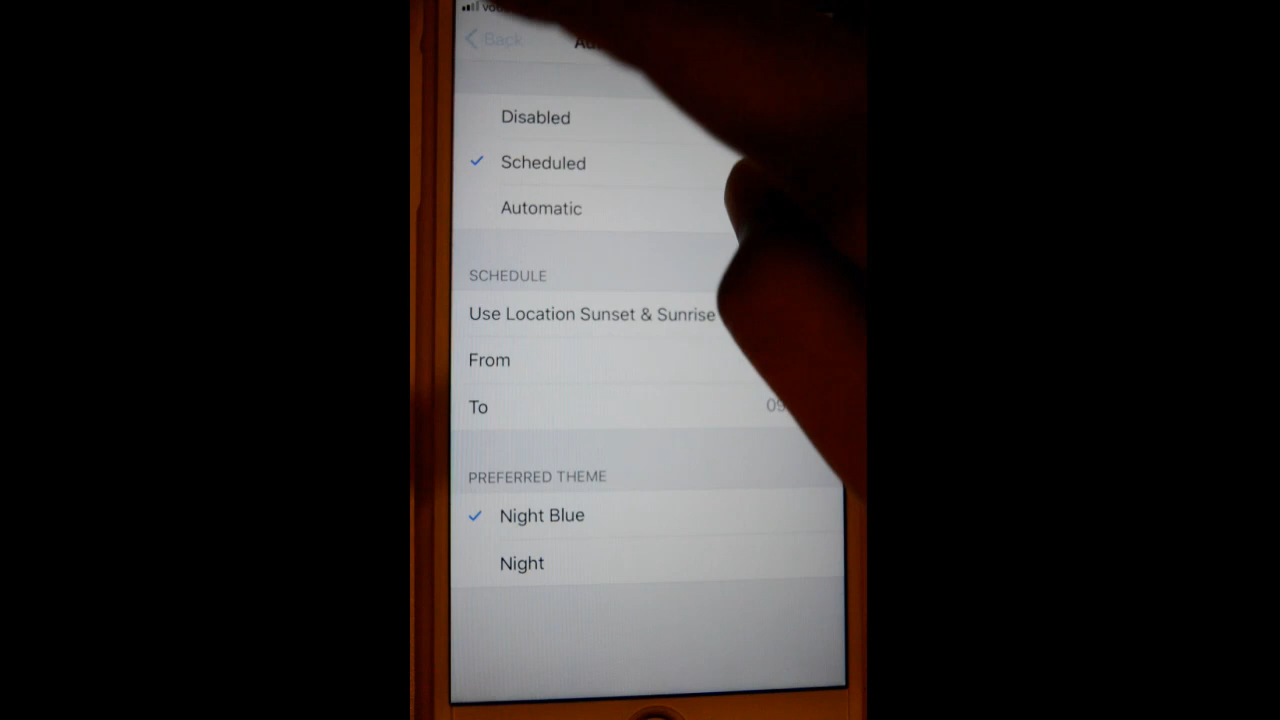 Back
Disabled
Scheduled
Automatic
SCHEDULE
Use Location Sunset & Sunrise
From
To
PREFERRED THEME
Night Blue
Night